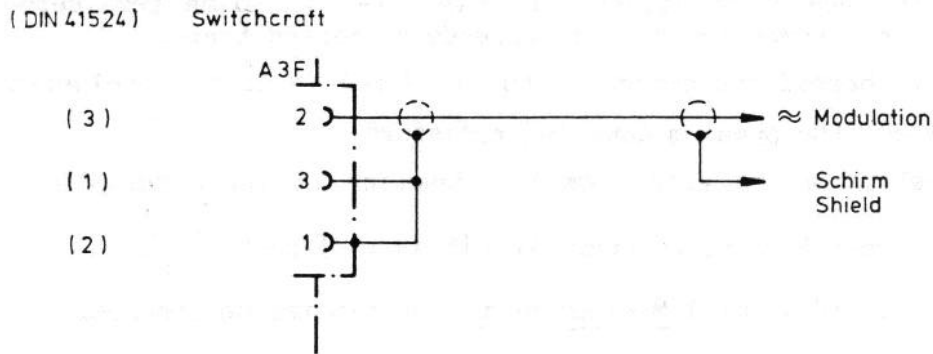 (DIN 41524) Switchcraft
A3F
(3) 2 ≈ Modulation
(1) 3 Schirm
Shield
(2) 1